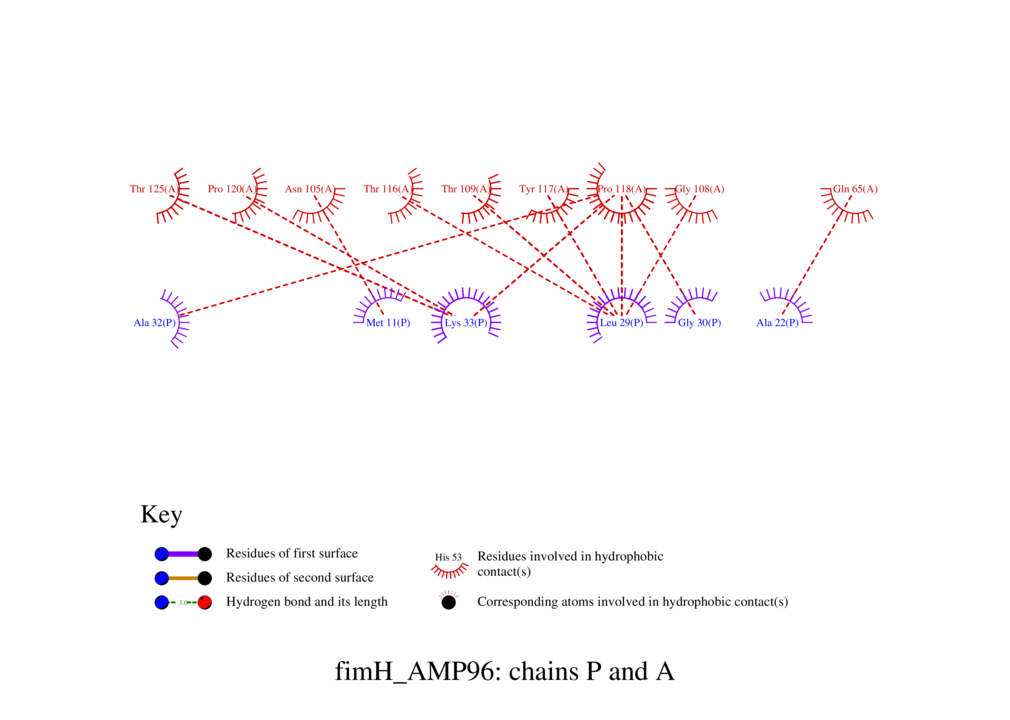 Thr 125(A) Pro 120(A) Asn 105(A) Thr 116(A) Thr 109(A) Tyr 117(A) Pro 118(A) Gly 108(A) Gln 65(A)
Ala 32(P) Met 11(P) Lys 33(P) Leu 29(P) Gly 30(P) Ala 22(P)
Key
Residues of first surface
Residues of second surface
3.0
Hydrogen bond and its length
His 53
Residues involved in hydrophobic
contact(s)
Corresponding atoms involved in hydrophobic contact(s)
fimH_AMP96: chains P and A